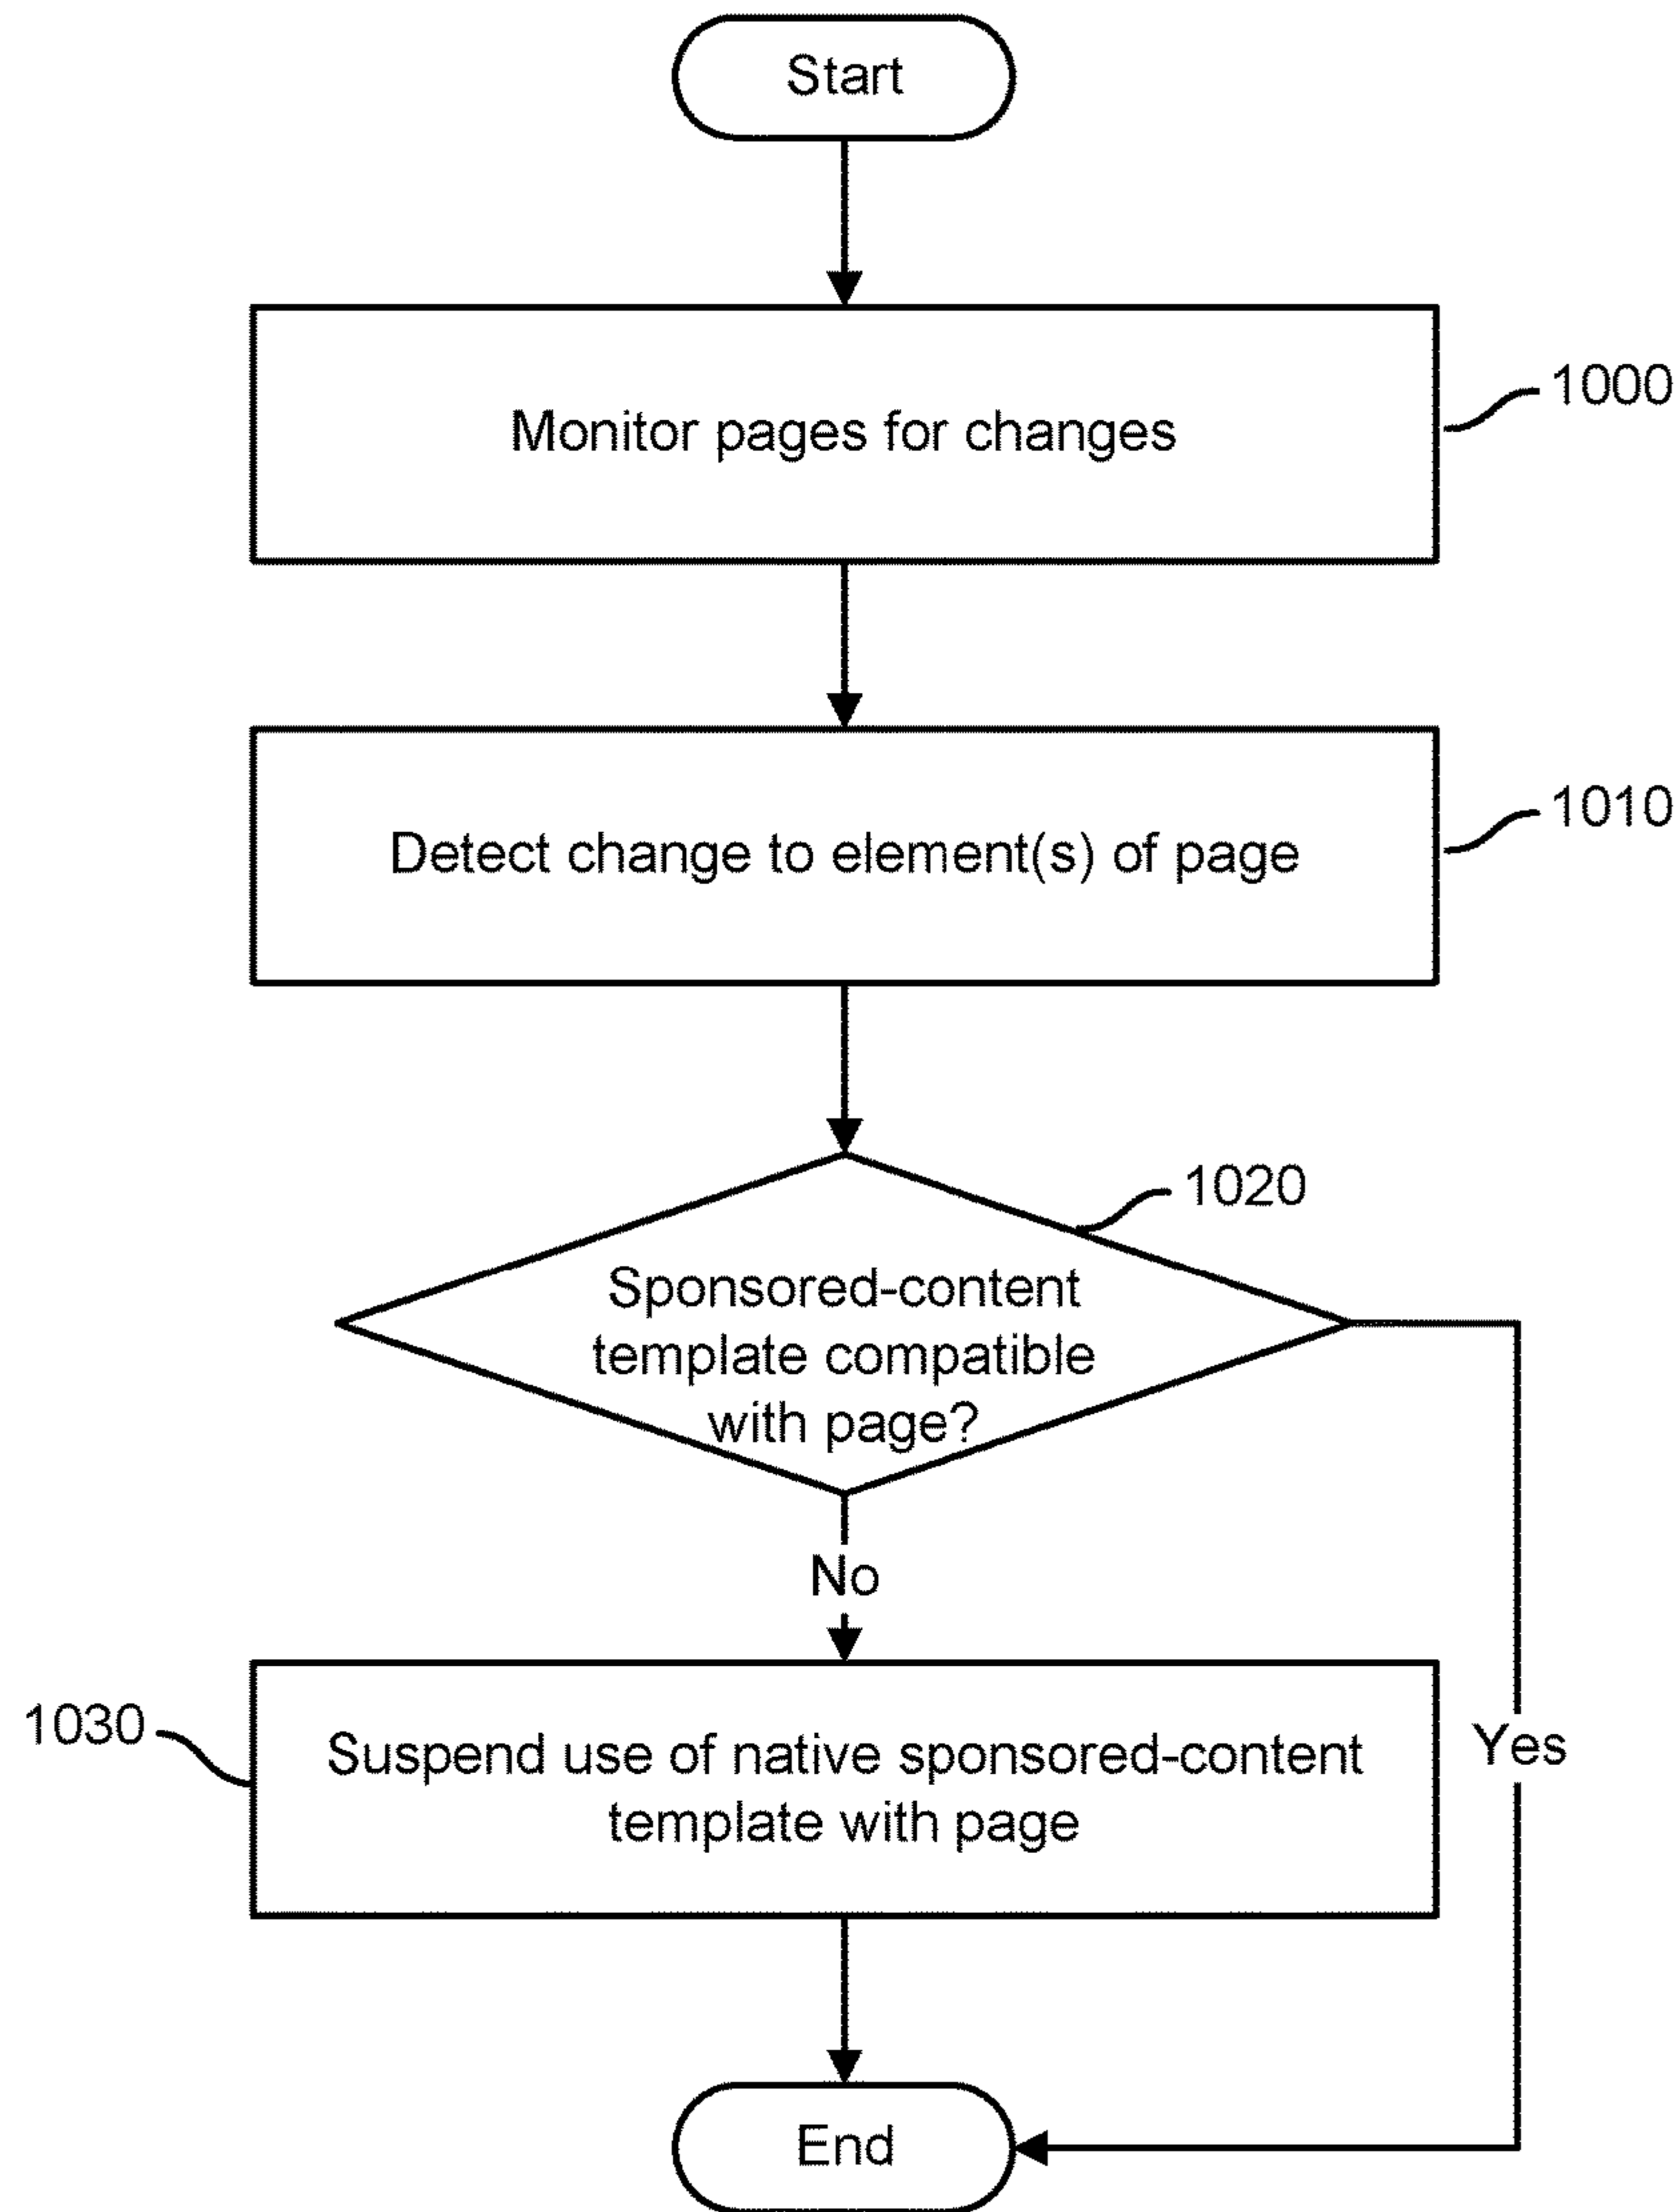 Start
Monitor pages for changes
1000
Detect change to element(s) of page
1010
1020
Sponsored-content
template compatible
with page?
No
Yes
1030
Suspend use of native sponsored-content
template with page
End